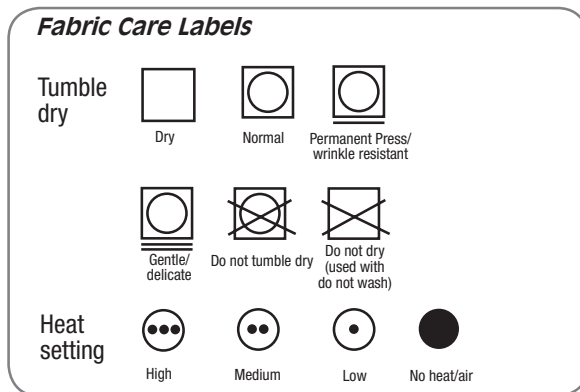 Fabric Care Labels
Tumble
dry
Dry
Normal
Permanent Press/
wrinkle resistant
Gentle/
delicate
Do not tumble dry
Do not dry
(used with
do not wash)
Heat
setting
High
Medium
Low
No heat/air